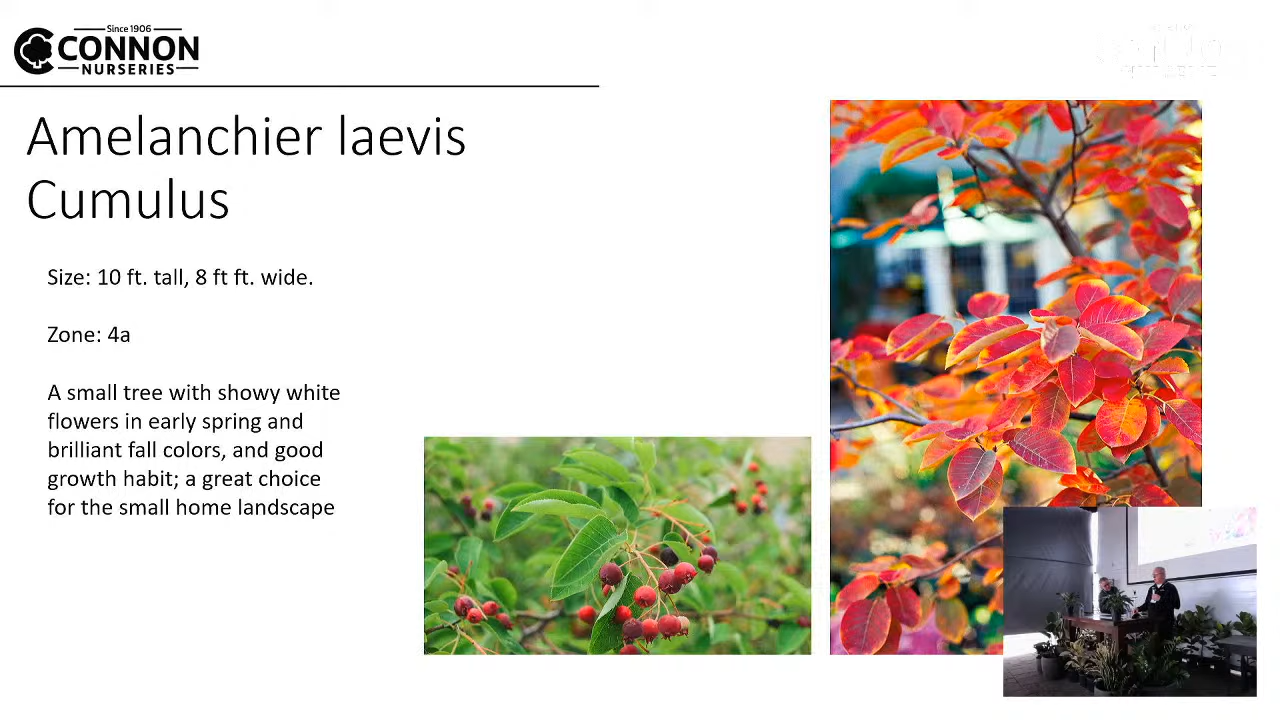 Since 1906
CONNON
NURSERIES
Amelanchier laevis
Cumulus
Size: 10 ft. tall, 8 ft ft. wide.
Zone: 4a
A small tree with showy white
flowers in early spring and
brilliant fall colors, and good
growth habit; a great choice
for the small home landscape